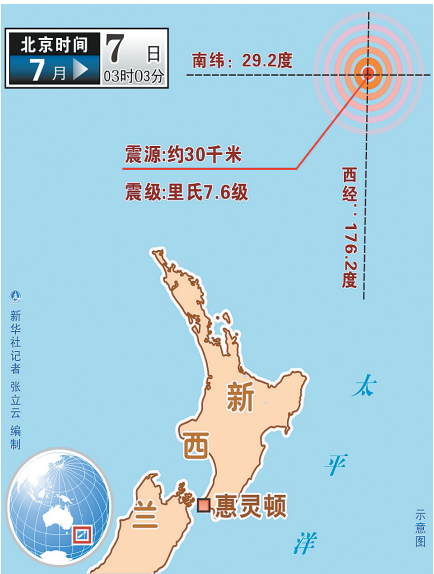 北京时间
7月
7日
03时03分
南纬：29.2度
震源:约30千米
震级:里氏7.6级
西经：176.2度
新华社记者 张立云 编制
太平洋
新西兰
惠灵顿
示意图